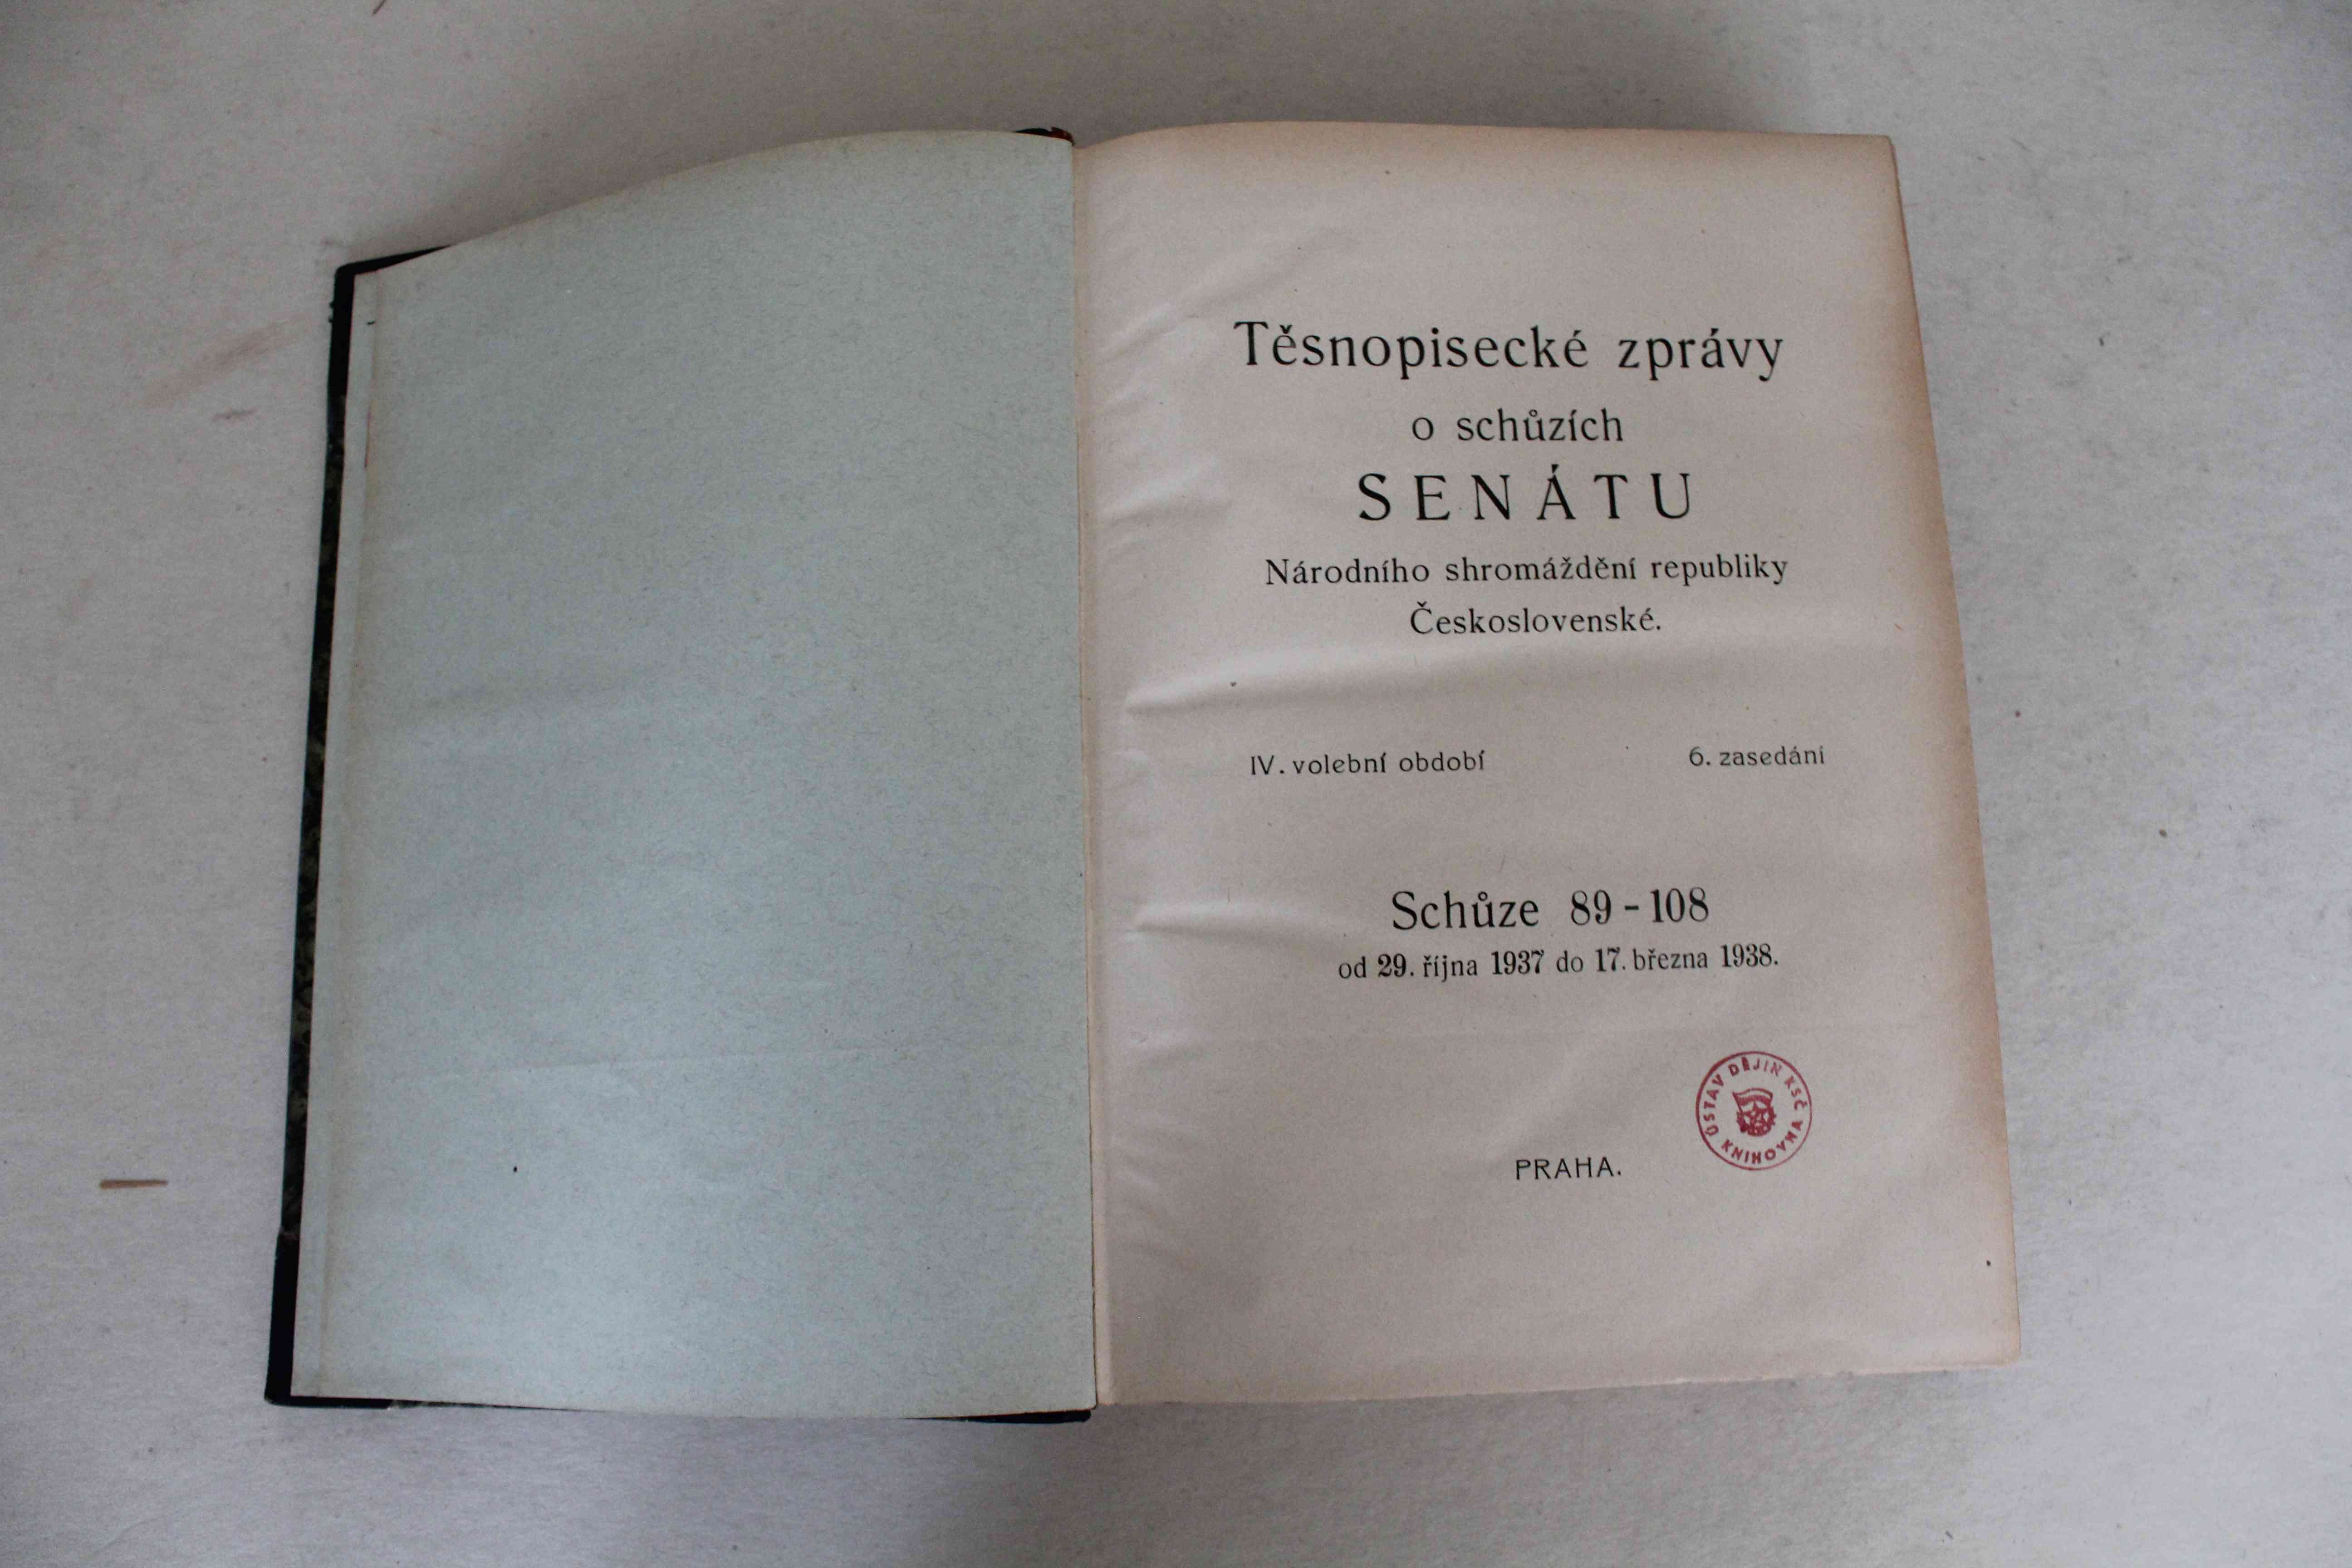 Těsnopisecké zprávy
o schůzích
SENÁTU
Národního shromáždění republiky
Československé.
IV. volební období 6. zasedání
Schůze 89-108
od 29. října 1937 do 17. března 1938.
ÚSTAV DĚJIN KSČ
KNIHOVNA
PRAHA.